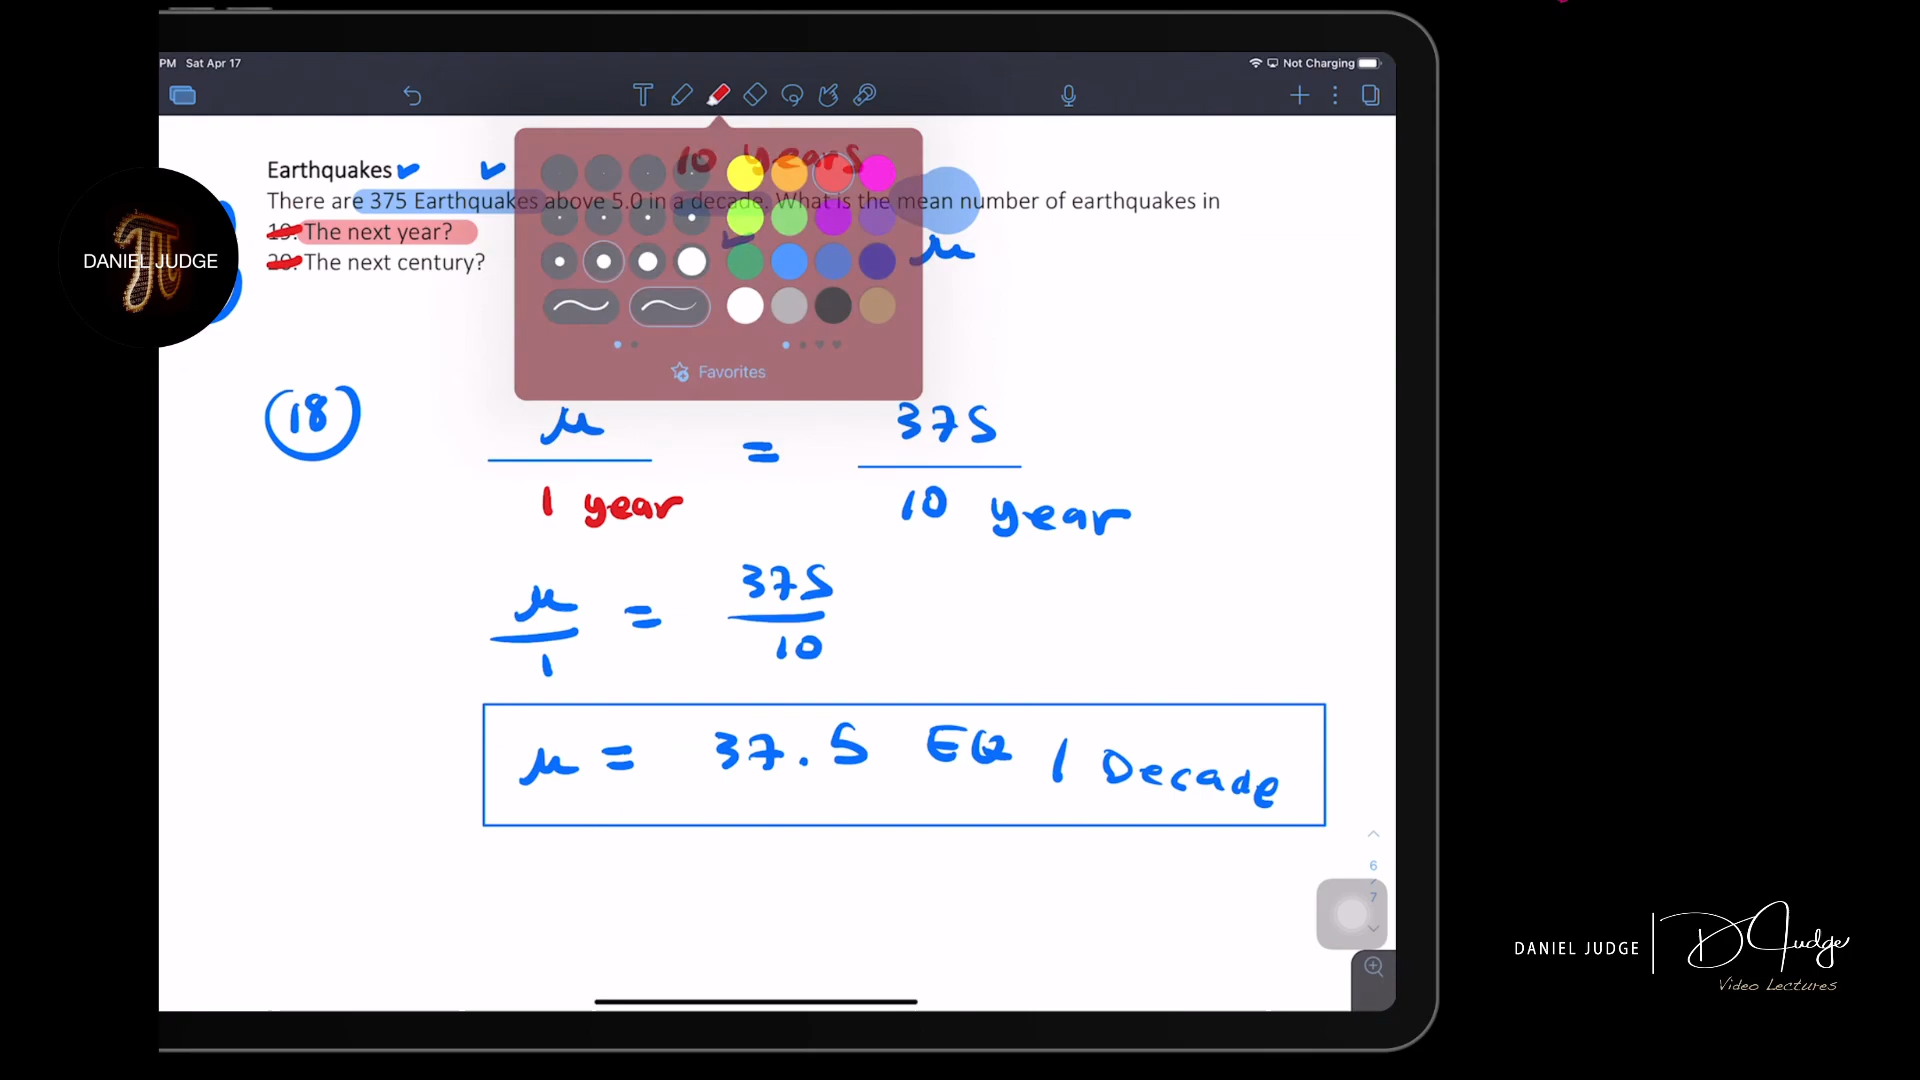 PM Sat Apr 17
Not Charging
10 years
Earthquakes
There are 375 Earthquakes above 5.0 in a decade. What is the mean number of earthquakes in
19. The next year?
20. The next century?
μ
DANIEL JUDGE
Favorites
18
μ = 375
1 year 10 year
μ = 375
1 10
μ = 37.5 EQ / Decade
6
7
DANIEL JUDGE
DJudge
Video Lectures